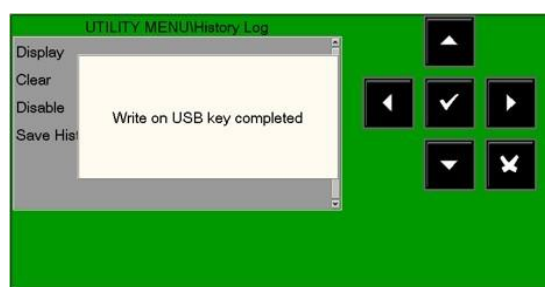 UTILITY MENU\History Log
Display
Clear
Disable
Write on USB key completed
Save Hist